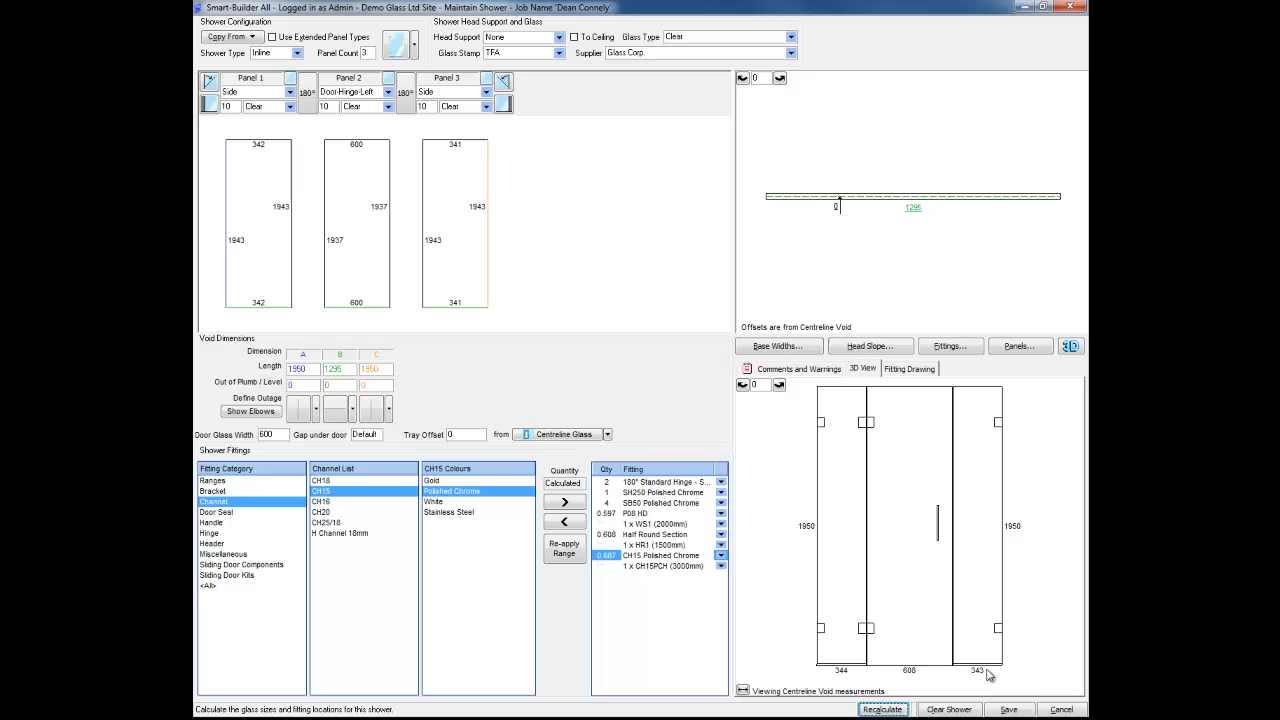 Smart-Builder All - Logged in as Admin - Demo Glass Ltd Site - Maintain Shower - Job Name 'Dean Connely'
Shower Configuration
Copy From
Use Extended Panel Types
Shower Type Inline
Panel Count 3
Shower Head Support and Glass
Head Support None
To Ceiling
Glass Type Clear
Glass Stamp TFA
Supplier Glass Corp.
Panel 1
Side
10 Clear
180°
Panel 2
Door-Hinge-Left
10 Clear
180°
Panel 3
Side
10 Clear
0
342 600 341
1943 1937 1943
1943 1937 1943
342 600 341
0 1295
Offsets are from Centreline Void
Void Dimensions
Dimension A B C
Length 1950 1295 1950
Out of Plumb / Level 0 0 0
Define Outage
Show Elbows
Door Glass Width 600 Gap under door Default Tray Offset 0 from Centreline Glass
Base Widths... Head Slope... Fittings... Panels... 3D
Comments and Warnings 3D View Fitting Drawing
0
1950 1950
344 608 343
Viewing Centreline Void measurements
Shower Fittings
Fitting Category
Ranges
Bracket
Channel
Door Seal
Handle
Hinge
Header
Miscellaneous
Sliding Door Components
Sliding Door Kits
<All>
Channel List
CH18
CH15
CH16
CH20
CH25/18
H Channel 18mm
CH15 Colours
Gold
Polished Chrome
White
Stainless Steel
Quantity
Calculated
>
<
Re-apply
Range
Qty Fitting
2 180° Standard Hinge - S...
1 SH250 Polished Chrome
4 SB50 Polished Chrome
0.597 P08 HD
1 x WS1 (2000mm)
0.608 Half Round Section
1 x HR1 (1500mm)
0.687 CH15 Polished Chrome
1 x CH15PCH (3000mm)
Calculate the glass sizes and fitting locations for this shower.
Recalculate Clear Shower Save Cancel